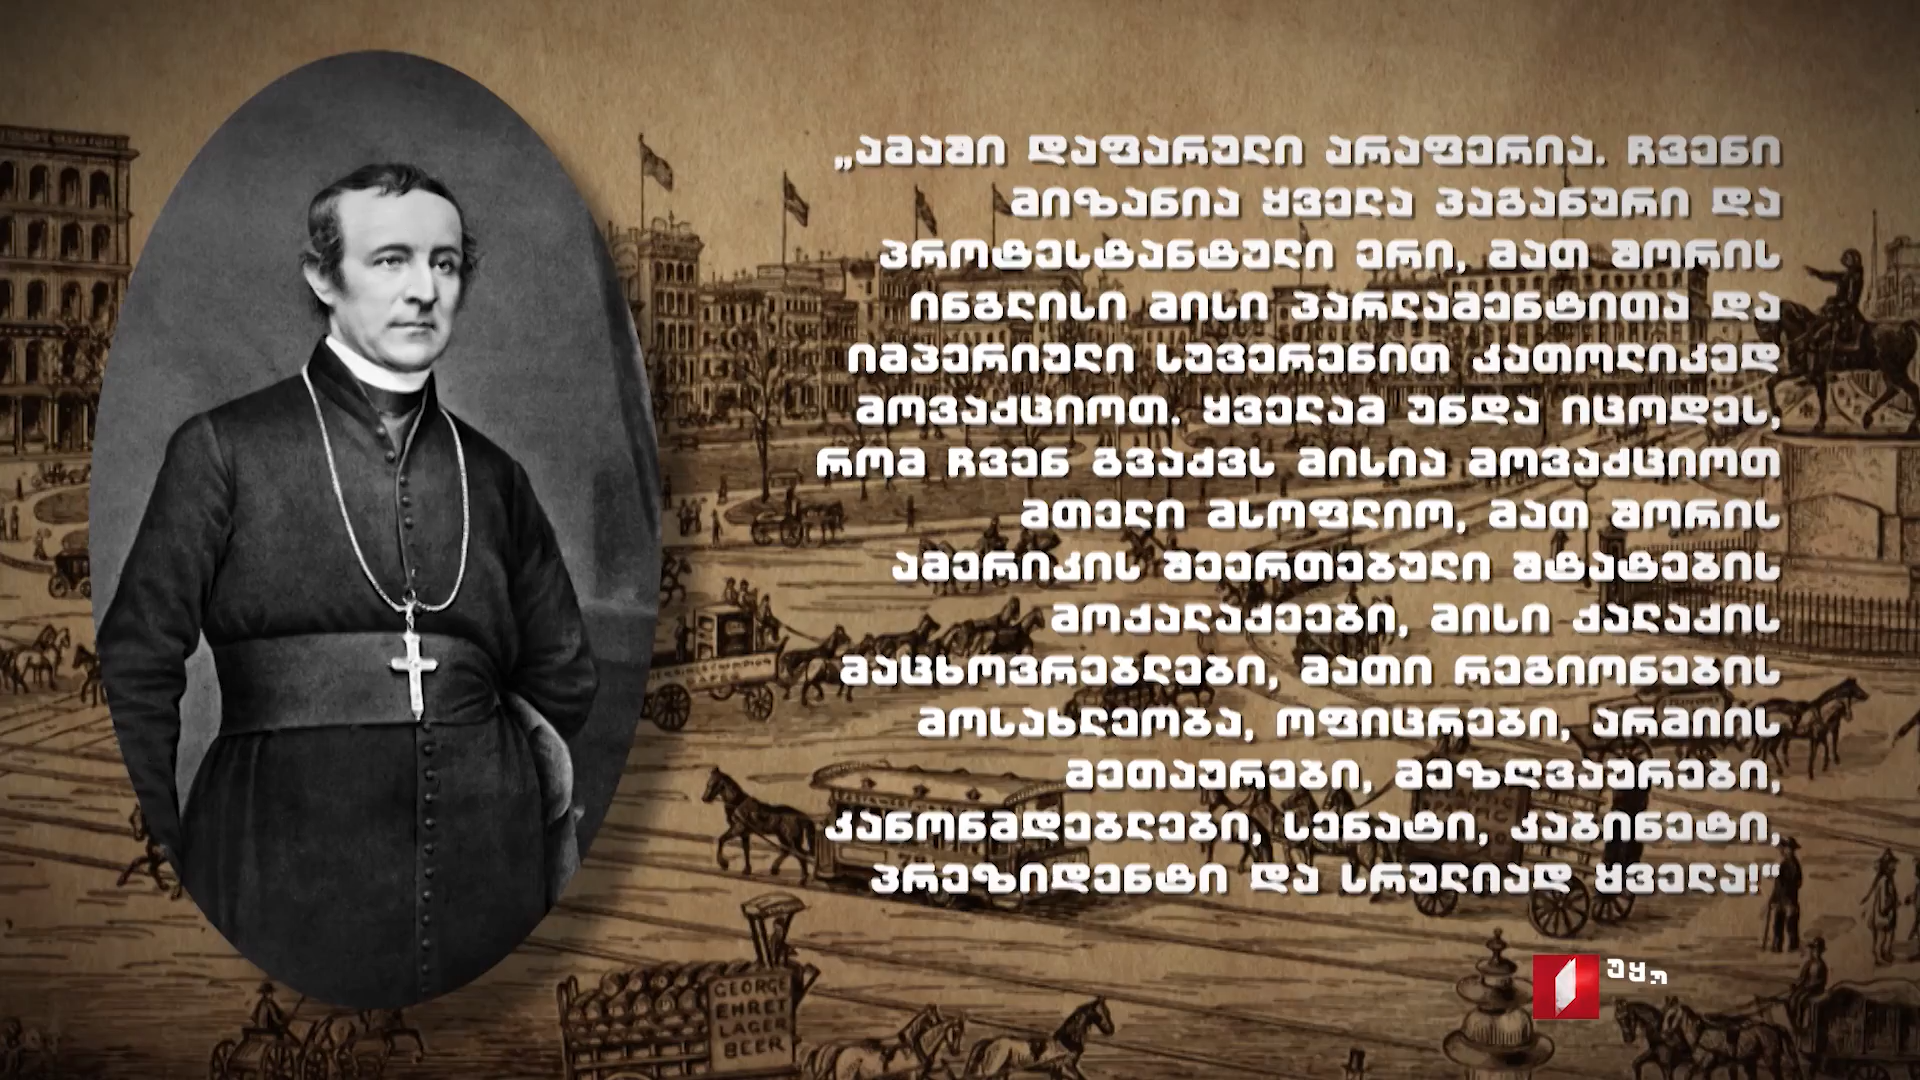 „ამაში დაფარული არაფერია. ჩვენი
მიზანია ყველა პაგანური და
პროტესტანტული ერი, მათ შორის
ინგლისი მისი პარლამენტითა და
იმპერიული სუვერენით კათოლიკედ
მოვაქციოთ. ყველამ უნდა იცოდეს,
რომ ჩვენ გვაქვს მისია მოვაქციოთ
მთელი მსოფლიო, მათ შორის
ამერიკის შეერთებული შტატების
მოქალაქეები, მისი ქალაქის
მაცხოვრებლები, მათი რეგიონების
მოსახლეობა, ოფიცრები, არმიის
მეთაურები, მეზღვაურები,
კანონმდებლები, სენატი, კაბინეტი,
პრეზიდენტი და სრულიად ყველა!“
GEORGE
EHRET
LAGER
BEER